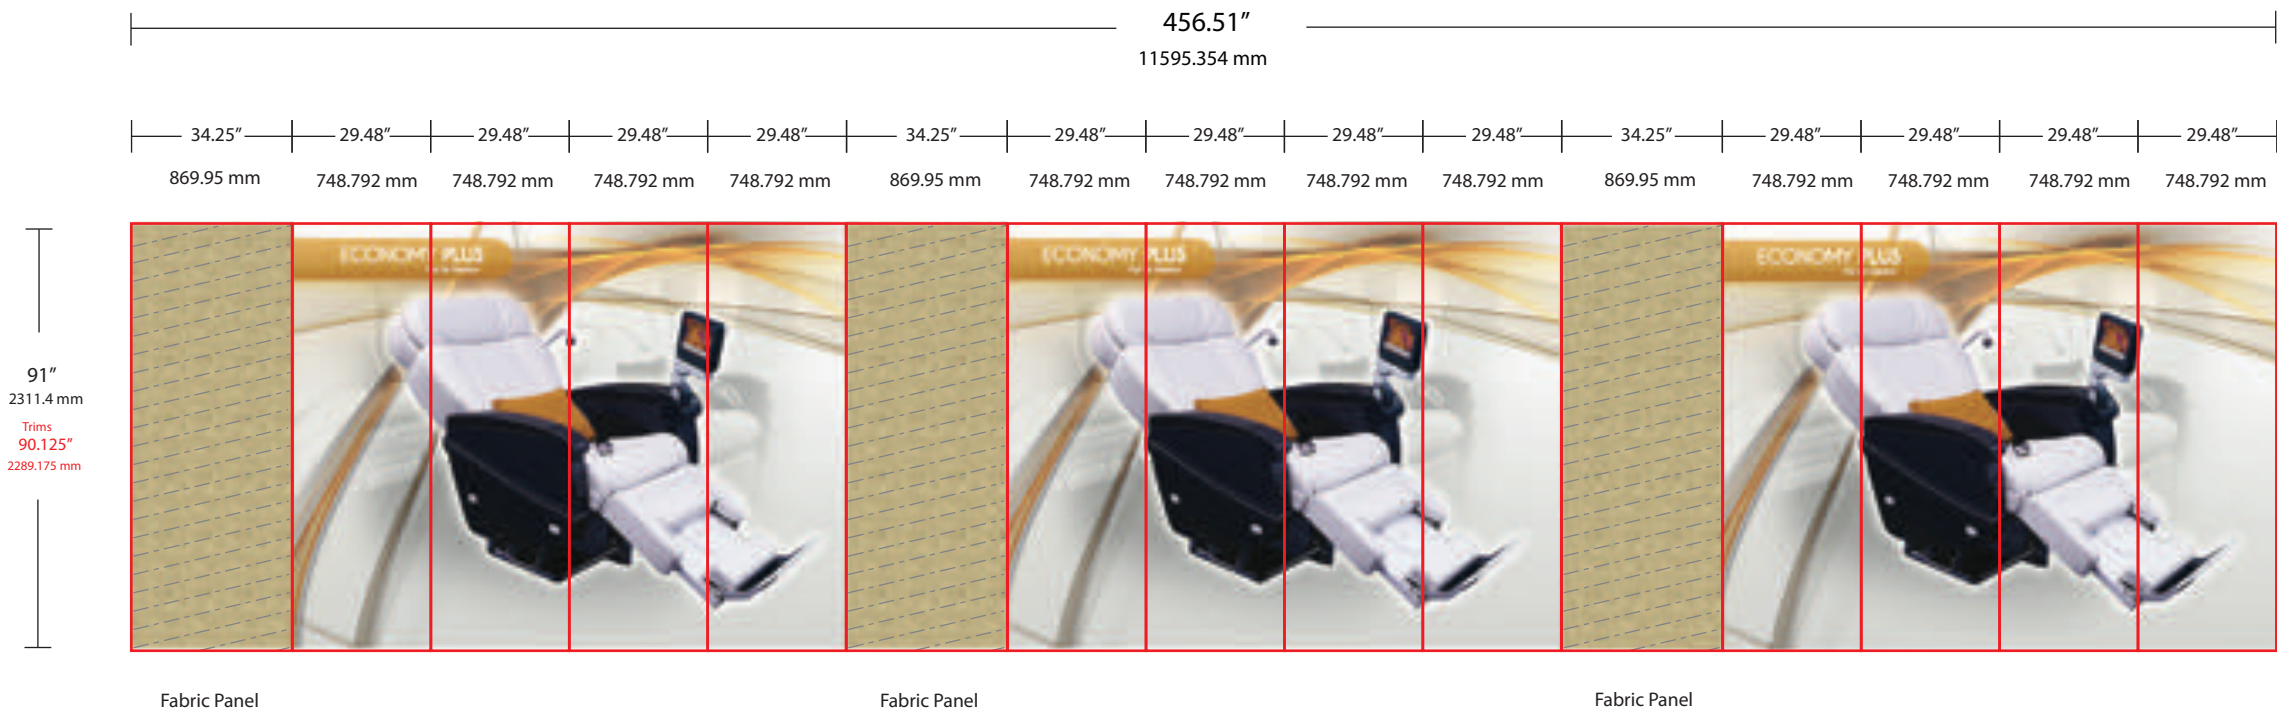 456.51”
11595.354 mm
34.25” 29.48” 29.48” 29.48” 29.48” 34.25” 29.48” 29.48” 29.48” 29.48” 34.25” 29.48” 29.48” 29.48” 29.48”
869.95 mm 748.792 mm 748.792 mm 748.792 mm 748.792 mm 869.95 mm 748.792 mm 748.792 mm 748.792 mm 748.792 mm 869.95 mm 748.792 mm 748.792 mm 748.792 mm 748.792 mm
ECONOMY PLUS ECONOMY PLUS ECONOMY PLUS
91”
2311.4 mm
Trims
90.125”
2289.175 mm
Fabric Panel Fabric Panel Fabric Panel